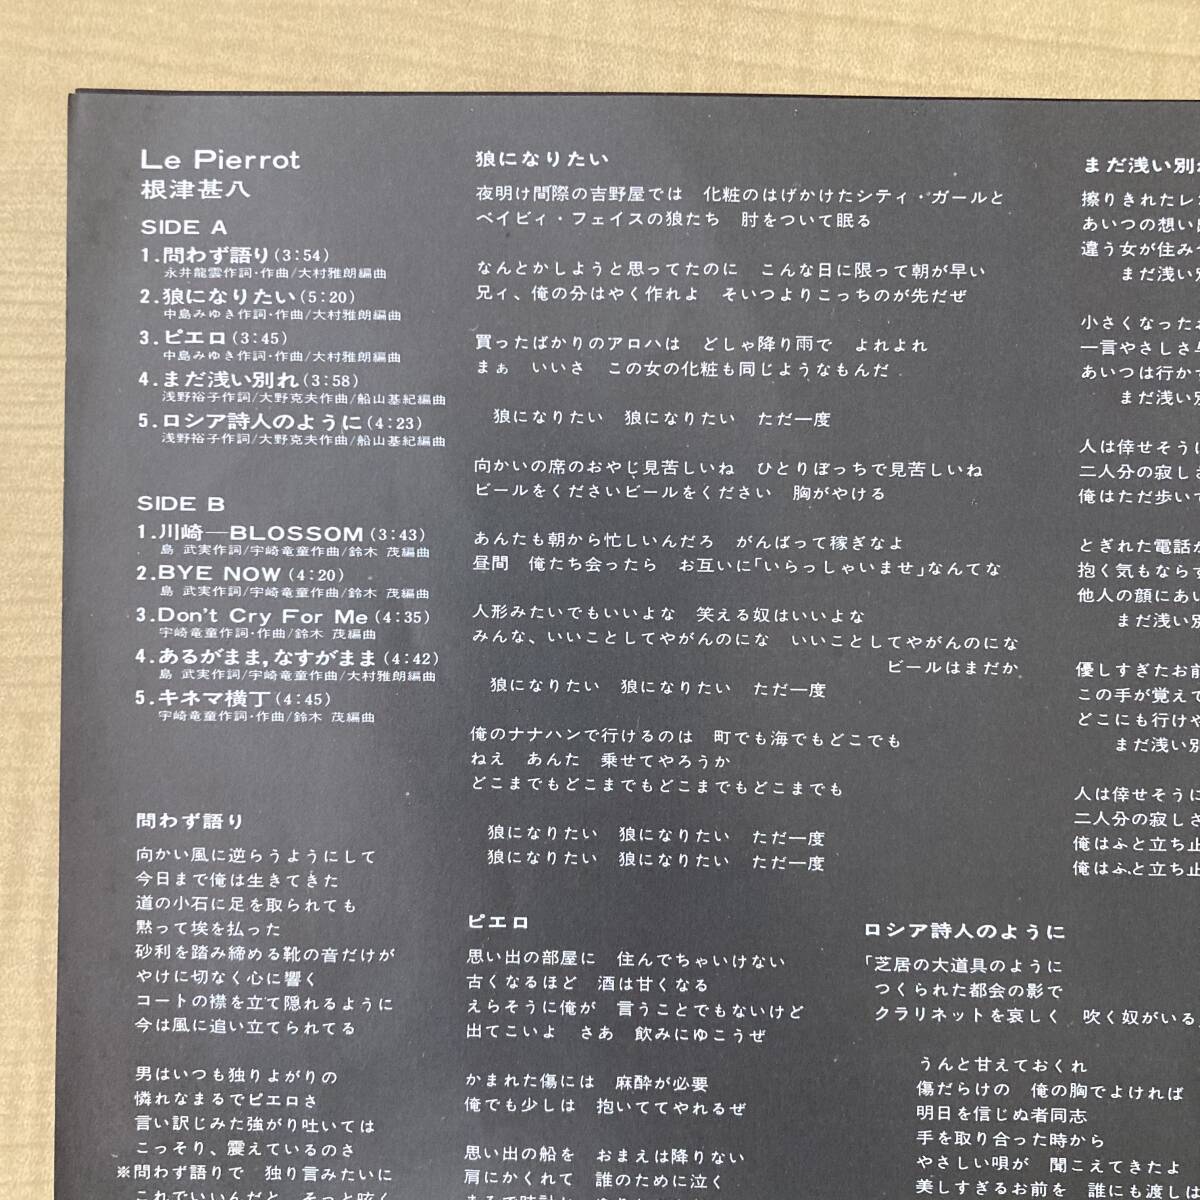 Le Pierrot
根津甚八
SIDE A
1.問わず語り(3:54)
永井龍雲作詞・作曲/大村雅朗編曲
2.狼になりたい(5:20)
中島みゆき作詞・作曲/大村雅朗編曲
3.ピエロ(3:45)
中島みゆき作詞・作曲/大村雅朗編曲
4.まだ浅い別れ(3:58)
浅野裕子作詞/大野克夫作曲/船山基紀編曲
5.ロシア詩人のように(4:23)
浅野裕子作詞/大野克夫作曲/船山基紀編曲
SIDE B
1.川崎—BLOSSOM(3:43)
島 武実作詞/宇崎竜童作曲/鈴木 茂編曲
2.BYE NOW(4:20)
島 武実作詞/宇崎竜童作曲/鈴木 茂編曲
3.Don't Cry For Me(4:35)
宇崎竜童作詞・作曲/鈴木 茂編曲
4.あるがまま,なすがまま(4:42)
島 武実作詞/宇崎竜童作曲/大村雅朗編曲
5.キネマ横丁(4:45)
宇崎竜童作詞・作曲/鈴木 茂編曲
問わず語り
向かい風に逆らうようにして
今日まで俺は生きてきた
道の小石に足を取られても
黙って埃を払った
砂利を踏み締める靴の音だけが
やけに切なく心に響く
コートの襟を立て隠れるように
今は風に追い立てられてる
男はいつも独りよがりの
憐れなまるでピエロさ
言い訳じみた強がり吐いては
こっそり、震えているのさ
※問わず語りで 独り言みたいに
これでいいんだと そっと呟く
狼になりたい
夜明け間際の吉野屋では 化粧のはげかけたシティ・ガールと
ベイビィ・フェイスの狼たち 肘をついて眠る
なんとかしようと思ってたのに こんな日に限って朝が早い
兄ィ、俺の分はやく作れよ そいつよりこっちのが先だぜ
買ったばかりのアロハは どしゃ降り雨で よれよれ
まぁ いいさ この女の化粧も同じようなもんだ
狼になりたい 狼になりたい ただ一度
向かいの席のおやじ見苦しいね ひとりぼっちで見苦しいね
ビールをくださいビールをください 胸がやける
あんたも朝から忙しいんだろ がんばって稼ぎなよ
昼間 俺たち会ったら お互いに「いらっしゃいませ」なんてな
人形みたいでもいいよな 笑える奴はいいよな
みんな、いいことしてやがんのにな いいことしてやがんのにな
ビールはまだか
狼になりたい 狼になりたい ただ一度
俺のナナハンで行けるのは 町でも海でもどこでも
ねえ あんた 乗せてやろうか
どこまでもどこまでもどこまでもどこまでも
狼になりたい 狼になりたい ただ一度
狼になりたい 狼になりたい ただ一度
ピエロ
思い出の部屋に 住んでちゃいけない
古くなるほど 酒は甘くなる
えらそうに俺が 言うことでもないけど
出てこいよ さあ 飲みにゆこうぜ
かまれた傷には 麻酔が必要
俺でも少しは 抱いててやれるぜ
思い出の船を おまえは降りない
肩にかくれて 誰のために泣く
ロシア詩人のように
「芝居の大道具のように
つくられた都会の影で
クラリネットを哀しく 吹く奴がいる
うんと甘えておくれ
傷だらけの 俺の胸でよければ
明日を信じぬ者同志
手を取り合った時から
やさしい唄が 聞こえてきたよ
美しすぎるお前を 誰にも渡しは
まだ浅い別れ
擦りきれたレコ
あいつの想い
違う女が住み
まだ浅い別
小さくなった
一言やさしさ
あいつは行かず
まだ浅い別
人は倖せそうに
二人分の寂しさ
俺はただ歩いて
とぎれた電話が
抱く気もならず
他人の顔にあい
まだ浅い別
優しすぎたお前
この手が覚えて
どこにも行けや
まだ浅い別
人は倖せそうに
二人分の寂しさ
俺はふと立ち止
俺はふと立ち止